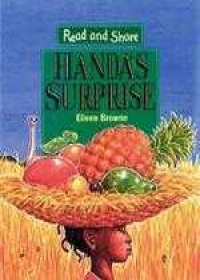 Read and Share
HANDA'S
SURPRISE
Eileen Browne